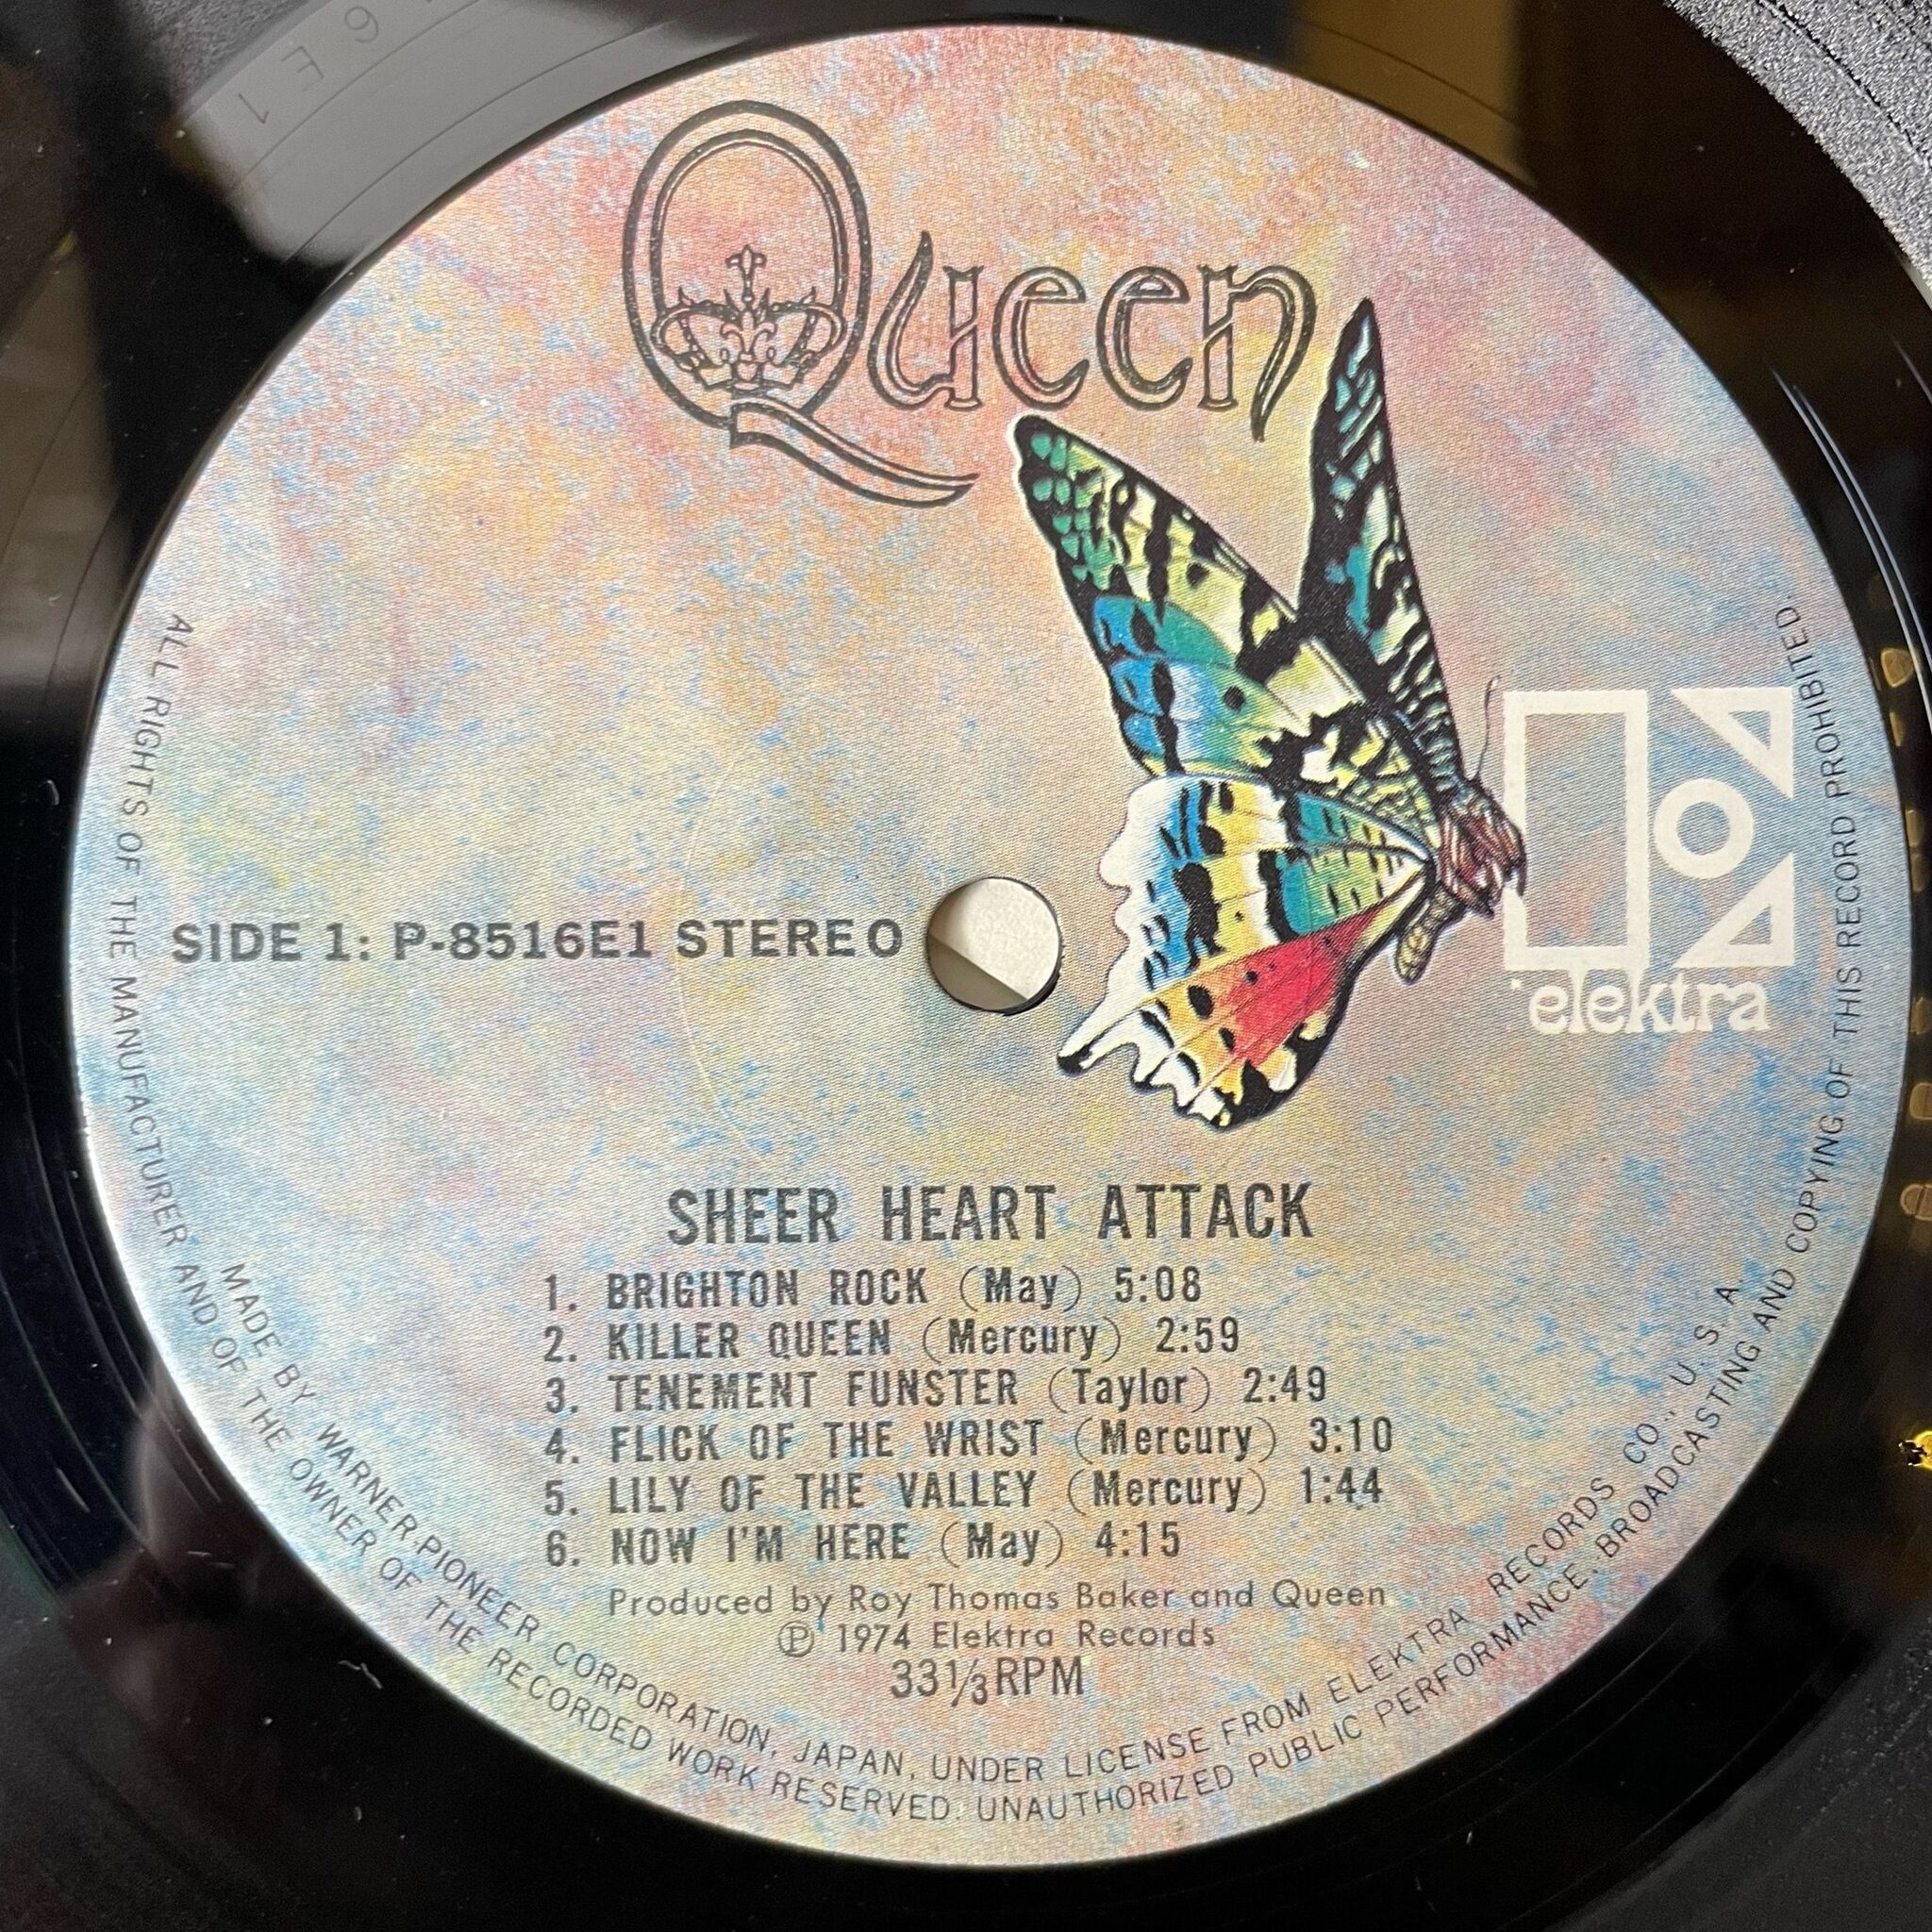 Queen
elektra
SIDE 1: P-8516E1 STEREO
SHEER HEART ATTACK
1. BRIGHTON ROCK (May) 5:08
2. KILLER QUEEN (Mercury) 2:59
3. TENEMENT FUNSTER (Taylor) 2:49
4. FLICK OF THE WRIST (Mercury) 3:10
5. LILY OF THE VALLEY (Mercury) 1:44
6. NOW I'M HERE (May) 4:15
Produced by Roy Thomas Baker and Queen
℗ 1974 Elektra Records
33 1/3 RPM
MADE BY WARNER-PIONEER CORPORATION, JAPAN, UNDER LICENSE FROM ELEKTRA RECORDS CO., U. S. A.
ALL RIGHTS OF THE MANUFACTURER AND OF THE OWNER OF THE RECORDED WORK RESERVED. UNAUTHORIZED PUBLIC PERFORMANCE, BROADCASTING AND COPYING OF THIS RECORD PROHIBITED.